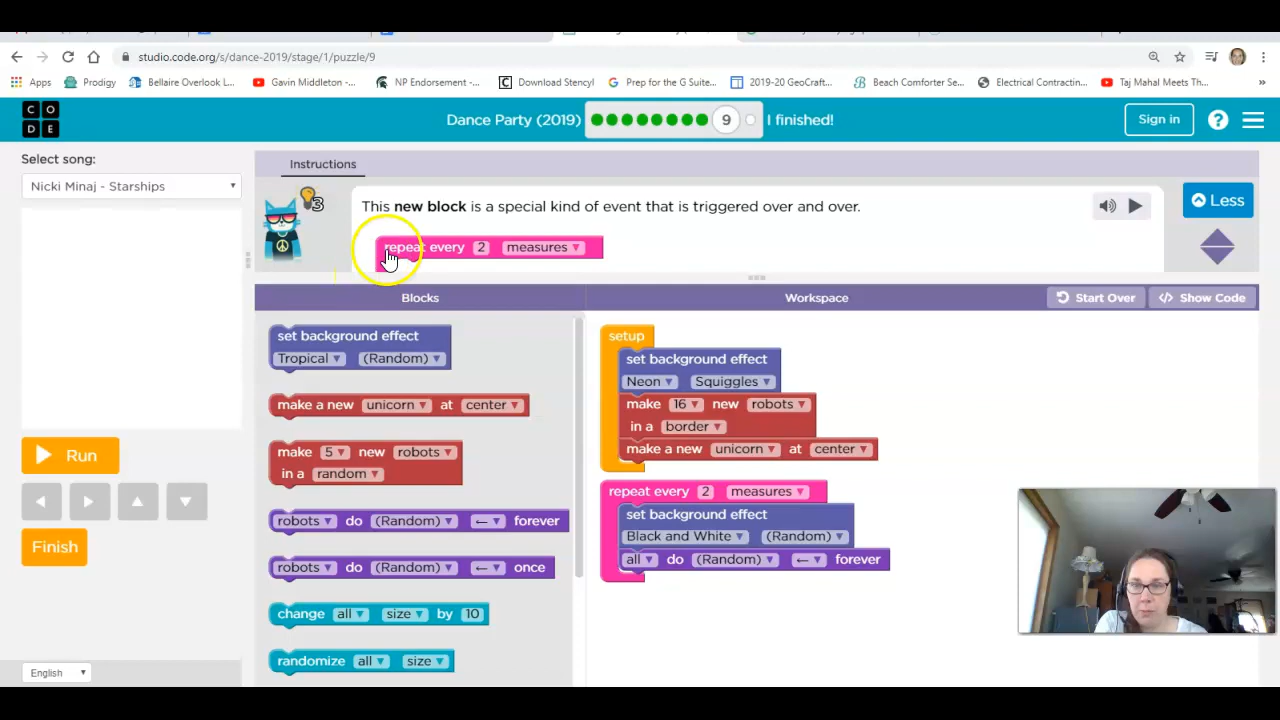 studio.code.org/s/dance-2019/stage/1/puzzle/9
Apps Prodigy Bellaire Overlook L... Gavin Middleton -... NP Endorsement -... Download Stencyl Prep for the G Suite... 2019-20 GeoCraft... Beach Comforter Se... Electrical Contractin... Taj Mahal Meets Th... »
C O D E
Dance Party (2019) 9 I finished! Sign in ?
Select song:
Nicki Minaj - Starships
Instructions
3
This new block is a special kind of event that is triggered over and over.
Less
repeat every 2 measures
Blocks
Workspace
Start Over
Show Code
set background effect
Tropical (Random)
make a new unicorn at center
make 5 new robots
in a random
robots do (Random) ← forever
robots do (Random) ← once
change all size by 10
randomize all size
setup
set background effect
Neon Squiggles
make 16 new robots
in a border
make a new unicorn at center
repeat every 2 measures
set background effect
Black and White (Random)
all do (Random) ← forever
Run
Finish
English